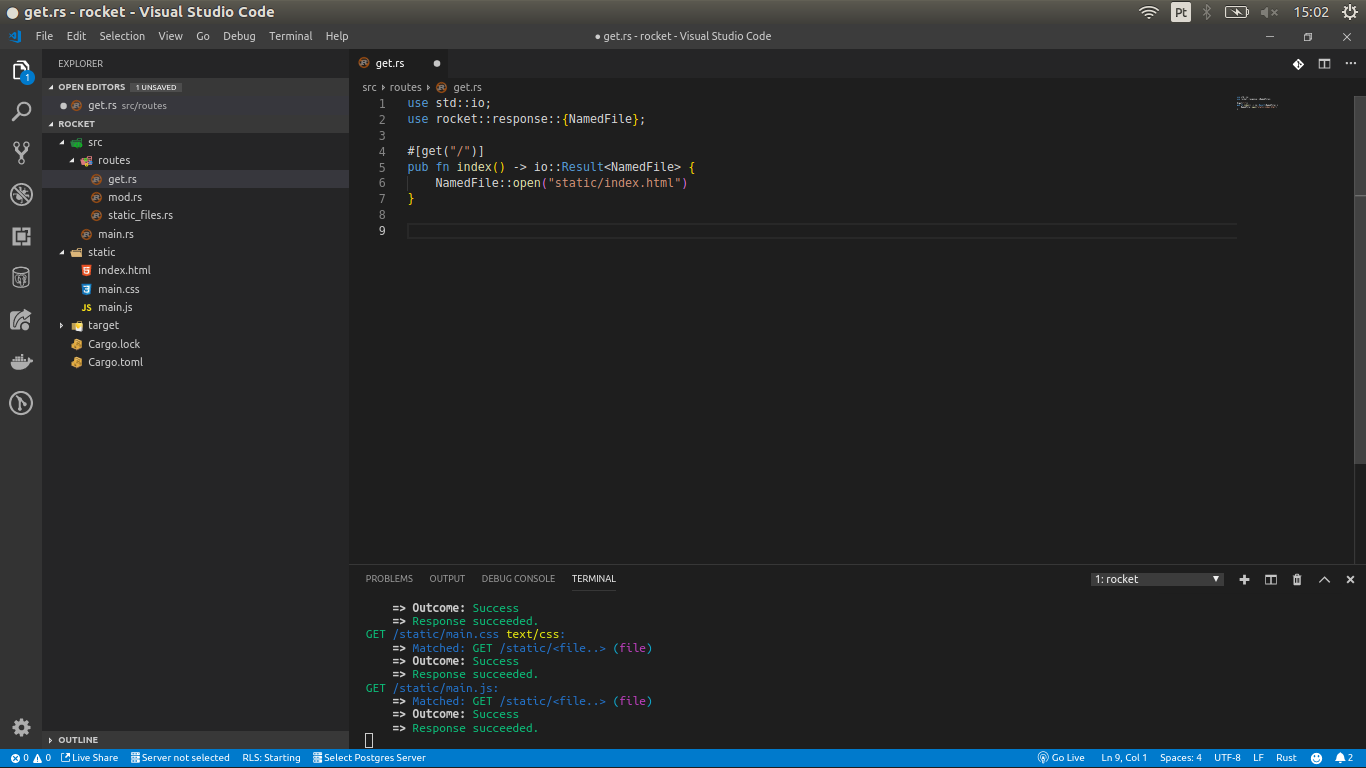 get.rs - rocket - Visual Studio Code
Pt
15:02
File Edit Selection View Go Debug Terminal Help
● get.rs - rocket - Visual Studio Code
1
EXPLORER
OPEN EDITORS 1 UNSAVED
get.rs src/routes
ROCKET
src
routes
get.rs
mod.rs
static_files.rs
main.rs
static
index.html
main.css
JS main.js
target
Cargo.lock
Cargo.toml
OUTLINE
get.rs
src › routes › get.rs
1 use std::io;
2 use rocket::response::{NamedFile};
3
4 #[get("/")]
5 pub fn index() -> io::Result<NamedFile> {
6     NamedFile::open("static/index.html")
7 }
8
9
PROBLEMS OUTPUT DEBUG CONSOLE TERMINAL
1: rocket
=> Outcome: Success
=> Response succeeded.
GET /static/main.css text/css:
=> Matched: GET /static/<file..> (file)
=> Outcome: Success
=> Response succeeded.
GET /static/main.js:
=> Matched: GET /static/<file..> (file)
=> Outcome: Success
=> Response succeeded.
0 0 Live Share Server not selected RLS: Starting Select Postgres Server
Go Live Ln 9, Col 1 Spaces: 4 UTF-8 LF Rust 2